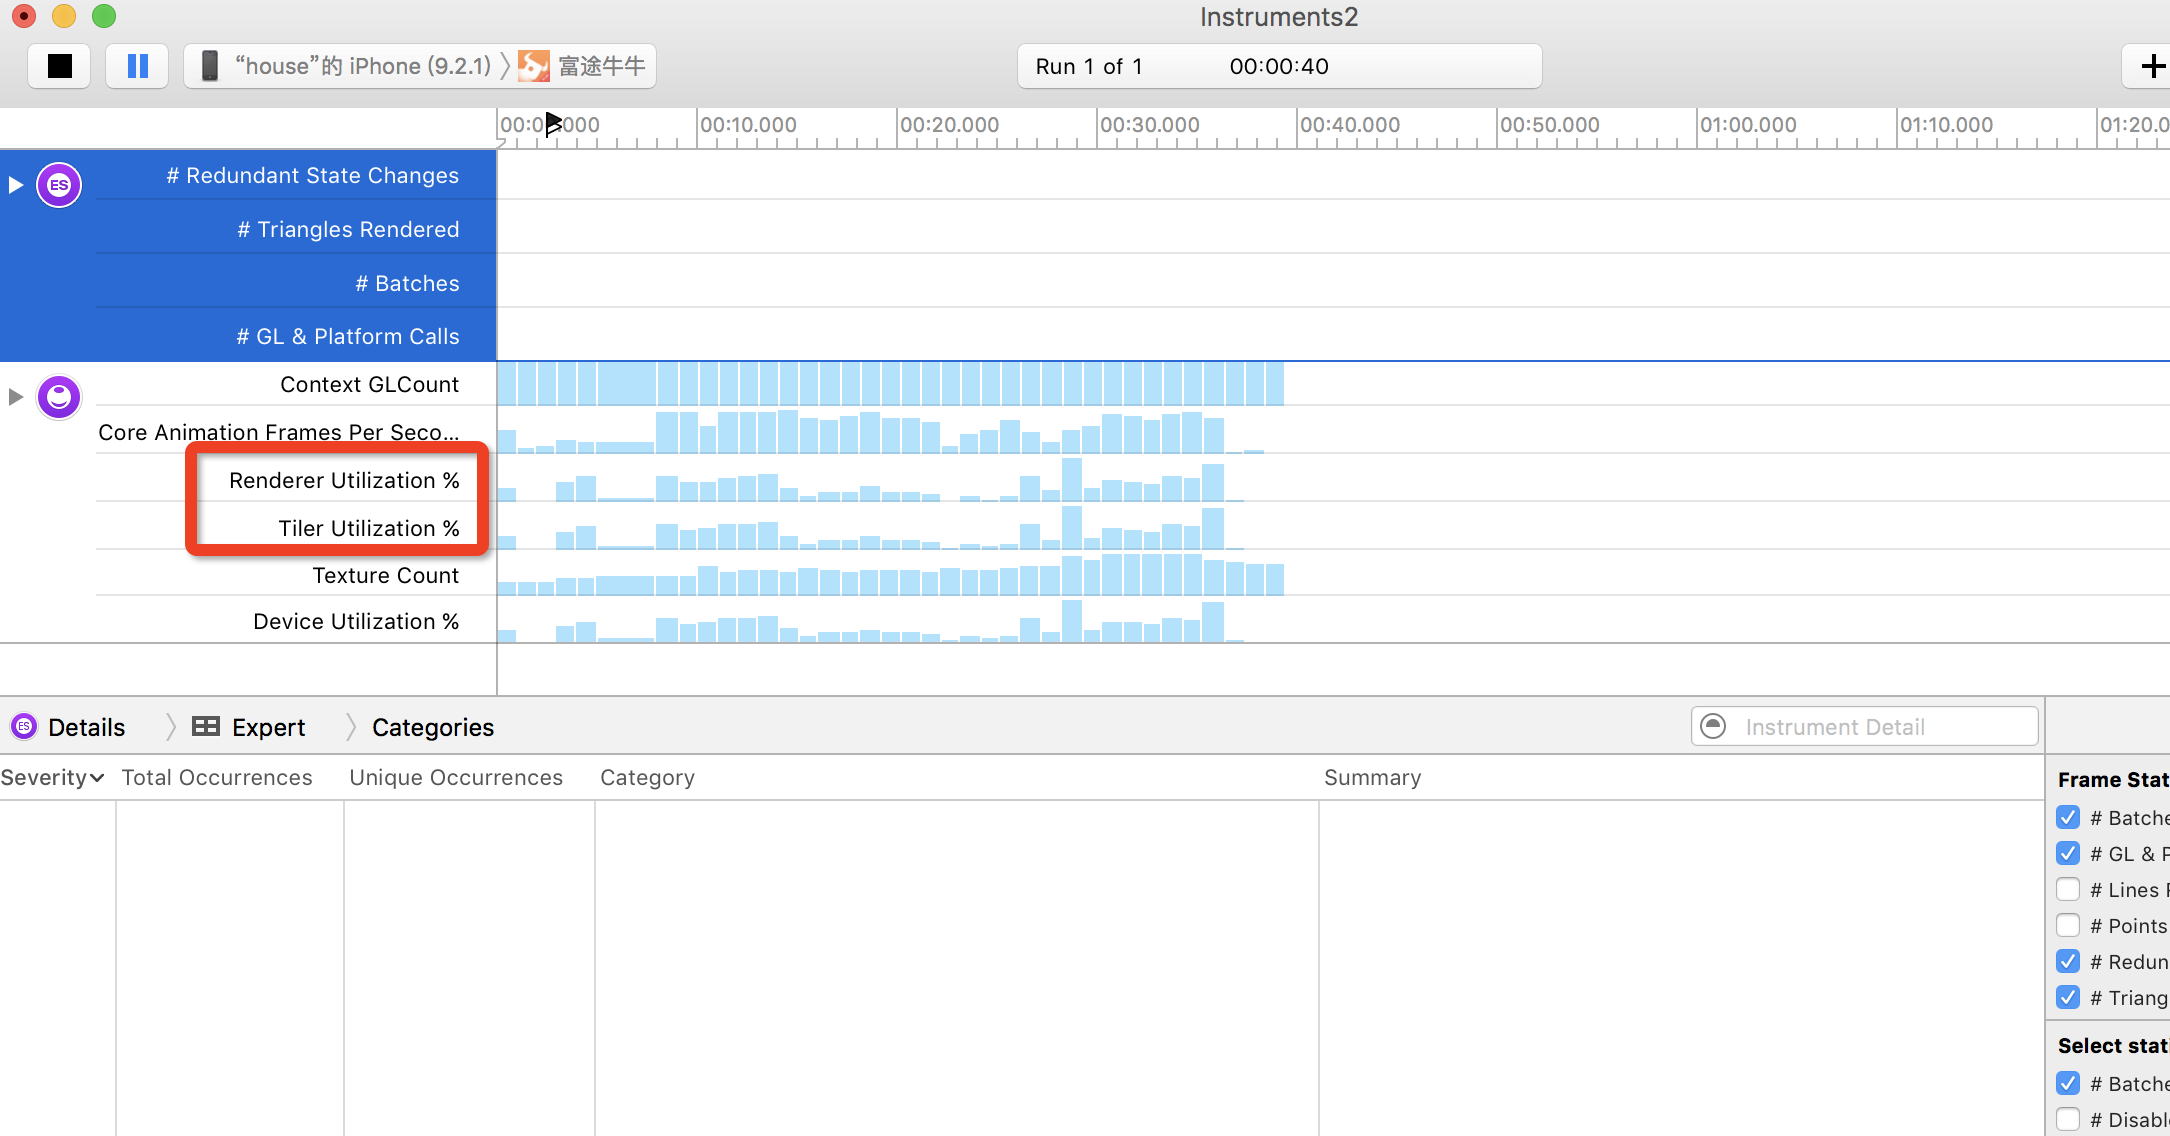 Instruments2
“house”的 iPhone (9.2.1) 富途牛牛
Run 1 of 1 00:00:40
00:10.000 00:20.000 00:30.000 00:40.000 00:50.000 01:00.000 01:10.000 01:20.0
ES # Redundant State Changes
# Triangles Rendered
# Batches
# GL & Platform Calls
Context GLCount
Core Animation Frames Per Seco...
Renderer Utilization %
Tiler Utilization %
Texture Count
Device Utilization %
ES Details Expert Categories Instrument Detail
Severity Total Occurrences Unique Occurrences Category Summary
Frame Stat
# Batche
# GL & P
# Lines
# Points
# Redun
# Triang
Select stati
# Batche
# Disabl